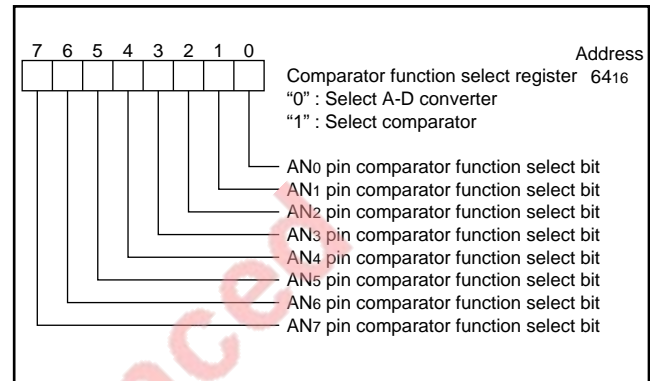 7 6 5 4 3 2 1 0
Address
Comparator function select register 6416
“0” : Select A-D converter
“1” : Select comparator
AN0 pin comparator function select bit
AN1 pin comparator function select bit
AN2 pin comparator function select bit
AN3 pin comparator function select bit
AN4 pin comparator function select bit
AN5 pin comparator function select bit
AN6 pin comparator function select bit
AN7 pin comparator function select bit
nced